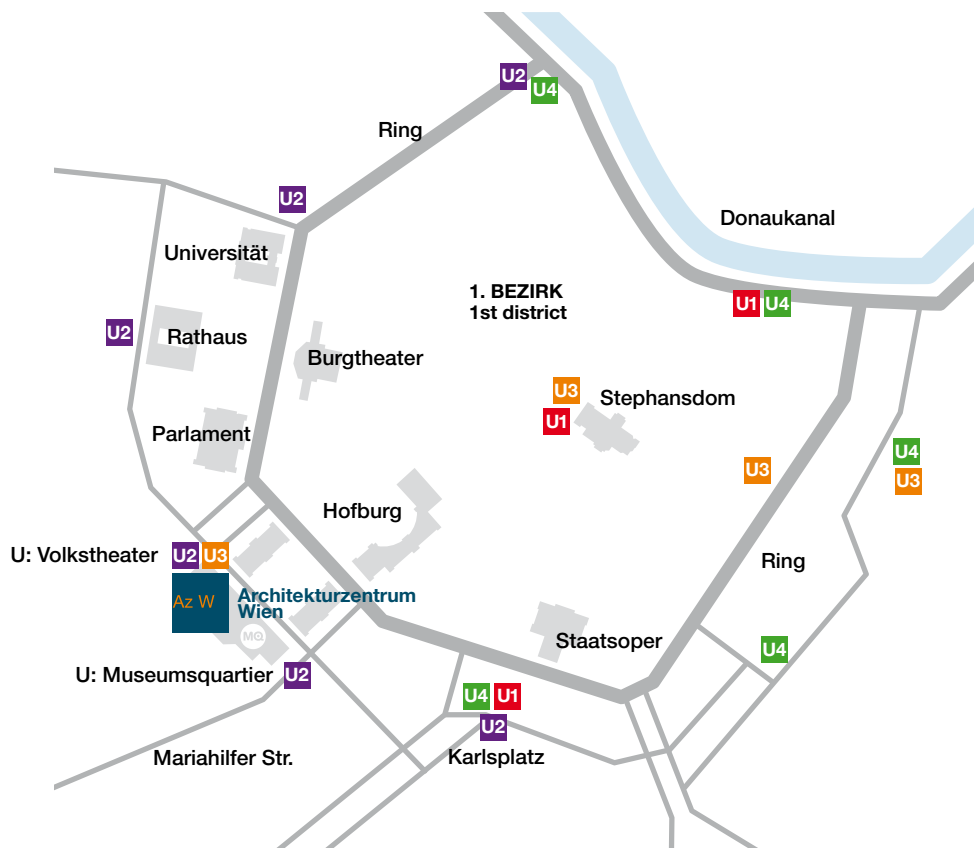 U2
U4
Ring
U2
Donaukanal
Universität
1. BEZIRK
1st district
U1 U4
U2
Rathaus
Burgtheater
U3
Stephansdom
U1
Parlament
U4
U3
U3
Hofburg
U: Volkstheater U2 U3
Ring
Az W
Architekturzentrum
Wien
MQ
Staatsoper
U4
U: Museumsquartier U2
U4 U1
U2
Mariahilfer Str.
Karlsplatz